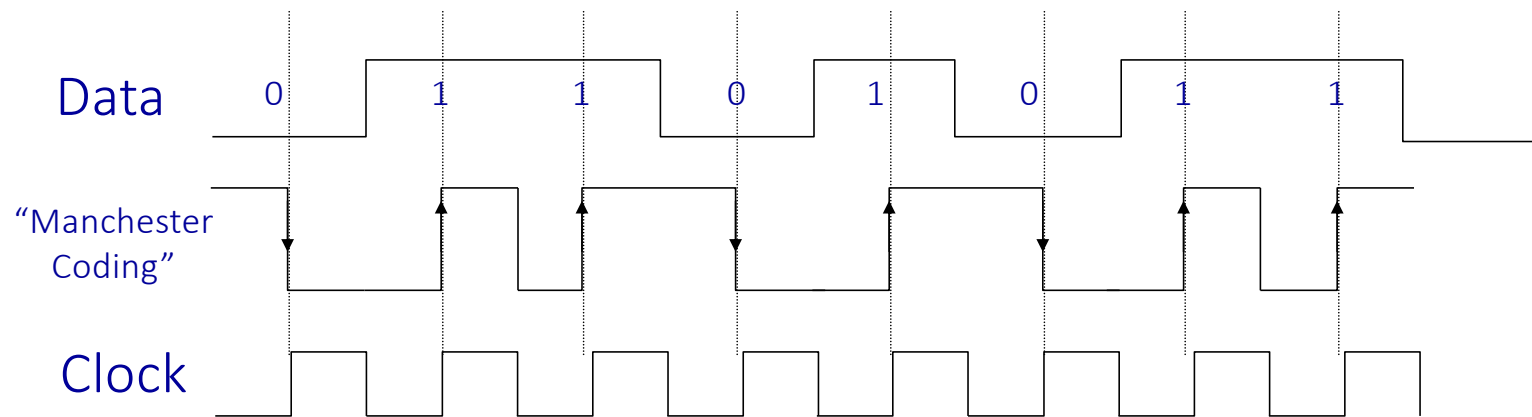 Data
0 1 1 0 1 0 1 1
“Manchester
Coding”
Clock